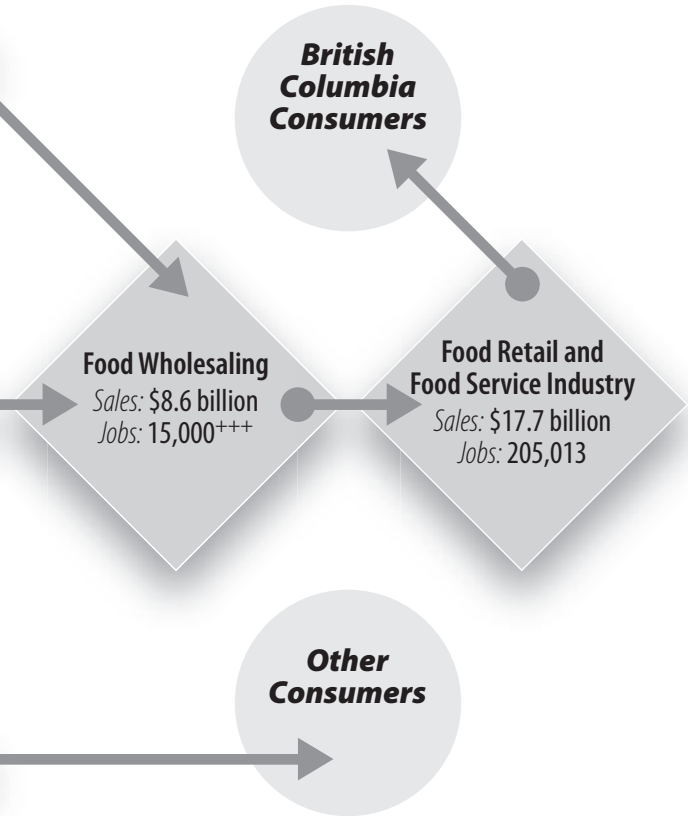 British
Columbia
Consumers
Food Wholesaling
Sales: $8.6 billion
Jobs: 15,000+++
Food Retail and
Food Service Industry
Sales: $17.7 billion
Jobs: 205,013
Other
Consumers